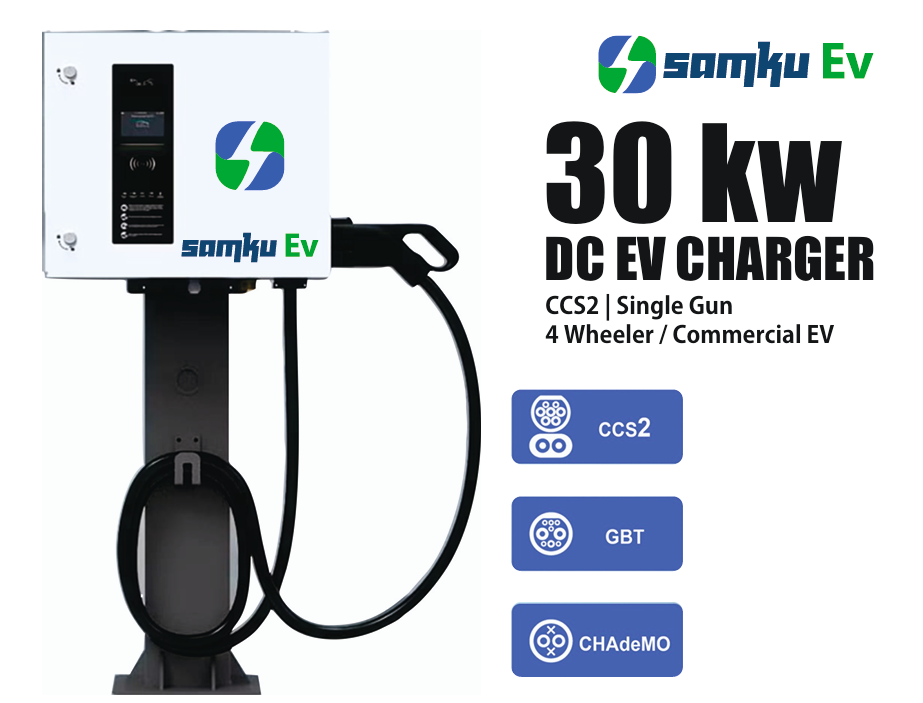 samku Ev
30 kw
DC EV CHARGER
CCS2 | Single Gun
4 Wheeler / Commercial EV
samku Ev
CCS2
GBT
CHAdeMO